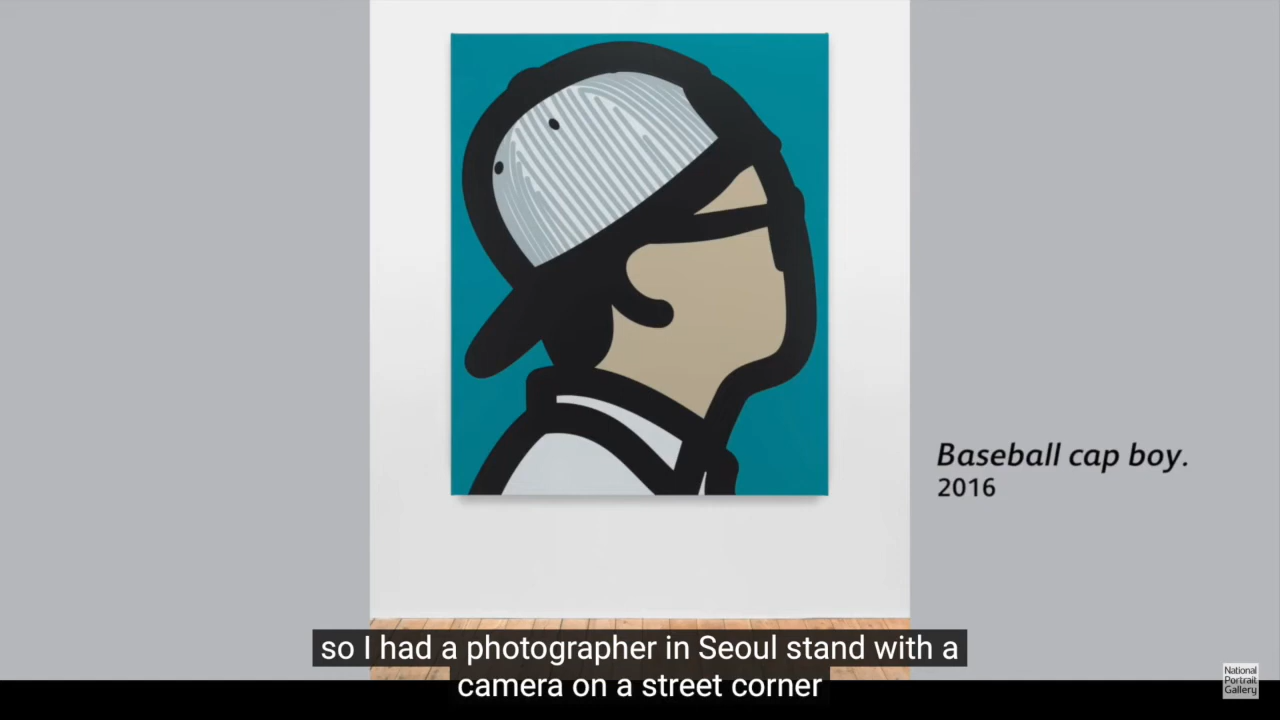 Baseball cap boy.
2016
so I had a photographer in Seoul stand with a
camera on a street corner
National
Portrait
Gallery